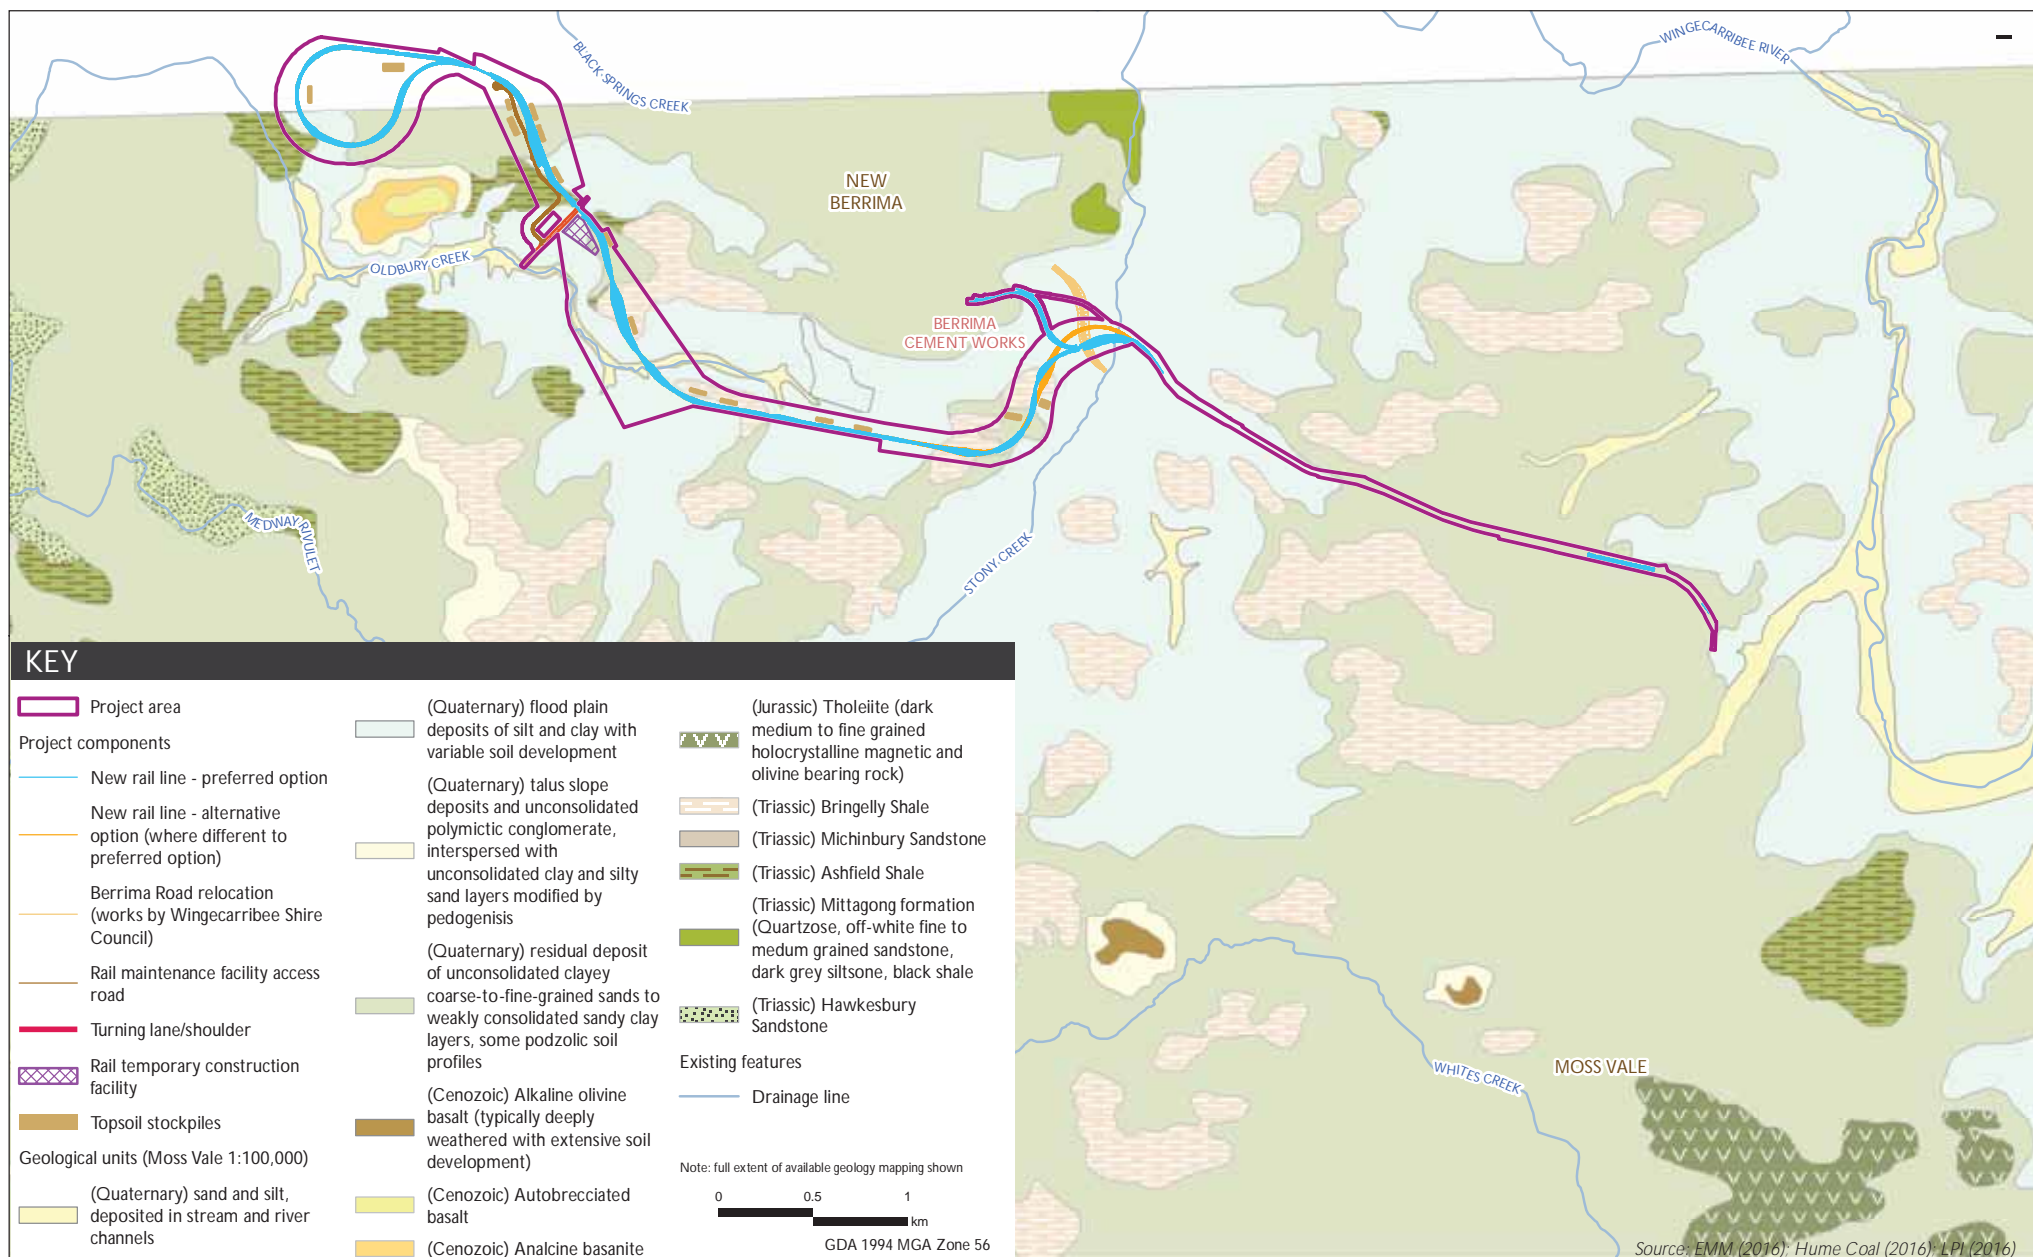 BLACK SPRINGS CREEK
WINGECARRIBEE RIVER
NEW
BERRIMA
OLDBURY CREEK
BERRIMA
CEMENT WORKS
MEDWAY RIVULET
STONY CREEK
WHITES CREEK
MOSS VALE
KEY
Project area
Project components
New rail line - preferred option
New rail line - alternative
option (where different to
preferred option)
Berrima Road relocation
(works by Wingecarribee Shire
Council)
Rail maintenance facility access
road
Turning lane/shoulder
Rail temporary construction
facility
Topsoil stockpiles
Geological units (Moss Vale 1:100,000)
(Quaternary) sand and silt,
deposited in stream and river
channels
(Quaternary) flood plain
deposits of silt and clay with
variable soil development
(Quaternary) talus slope
deposits and unconsolidated
polymictic conglomerate,
interspersed with
unconsolidated clay and silty
sand layers modified by
pedogenisis
(Quaternary) residual deposit
of unconsolidated clayey
coarse-to-fine-grained sands to
weakly consolidated sandy clay
layers, some podzolic soil
profiles
(Cenozoic) Alkaline olivine
basalt (typically deeply
weathered with extensive soil
development)
(Cenozoic) Autobrecciated
basalt
(Cenozoic) Analcine basanite
(Jurassic) Tholeiite (dark
medium to fine grained
holocrystalline magnetic and
olivine bearing rock)
(Triassic) Bringelly Shale
(Triassic) Michinbury Sandstone
(Triassic) Ashfield Shale
(Triassic) Mittagong formation
(Quartzose, off-white fine to
medum grained sandstone,
dark grey siltsone, black shale
(Triassic) Hawkesbury
Sandstone
Existing features
Drainage line
Note: full extent of available geology mapping shown
0 0.5 1
km
GDA 1994 MGA Zone 56
Source: EMM (2016); Hume Coal (2016); LPI (2016)